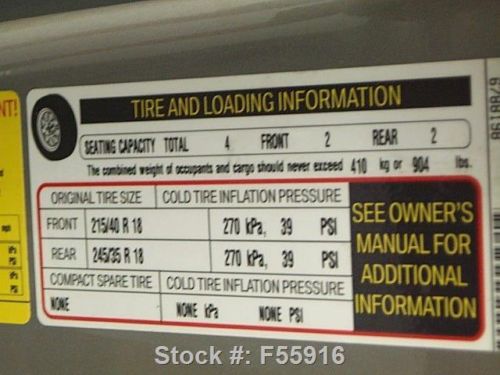 TIRE AND LOADING INFORMATION
SEATING CAPACITY TOTAL 4 FRONT 2 REAR 2
The combined weight of occupants and cargo should never exceed 410 kg or 904 lbs.
ORIGINAL TIRE SIZE COLD TIRE INFLATION PRESSURE
FRONT 215/40 R 18 270 kPa, 39 PSI
REAR 245/35 R 18 270 kPa, 39 PSI
COMPACT SPARE TIRE COLD TIRE INFLATION PRESSURE
NONE NONE kPa NONE PSI
SEE OWNER'S
MANUAL FOR
ADDITIONAL
INFORMATION
Stock #: F55916